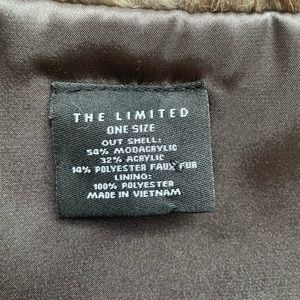 THE LIMITED
ONE SIZE
OUT SHELL:
54% MODACRYLIC
32% ACRYLIC
14% POLYESTER FAUX FUR
LINING:
100% POLYESTER
MADE IN VIETNAM